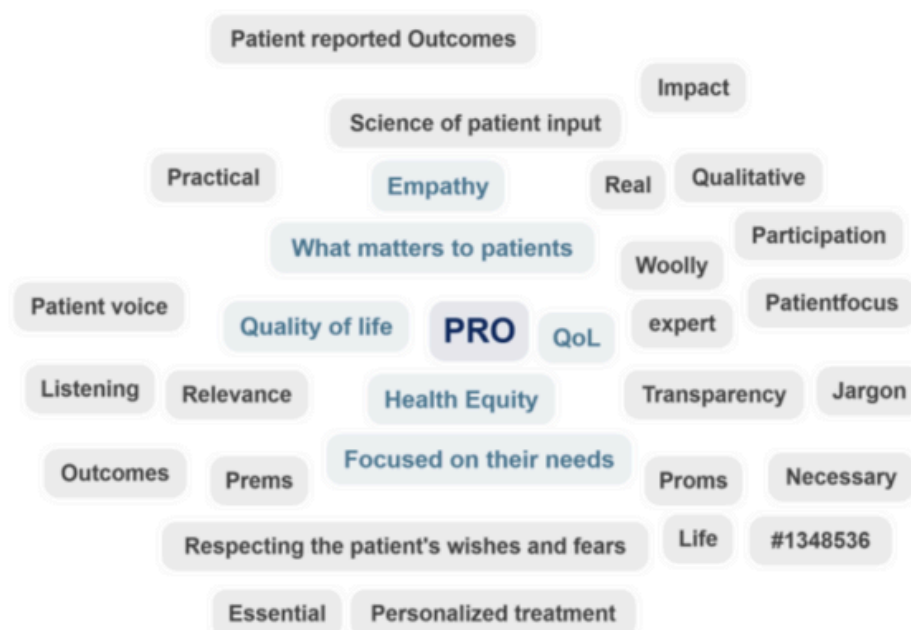 Patient reported Outcomes
Impact
Science of patient input
Practical
Empathy
Real
Qualitative
What matters to patients
Participation
Woolly
Patient voice
Quality of life
PRO
QoL
expert
Patientfocus
Listening
Relevance
Health Equity
Transparency
Jargon
Outcomes
Prems
Focused on their needs
Proms
Necessary
Respecting the patient's wishes and fears
Life
#1348536
Essential
Personalized treatment